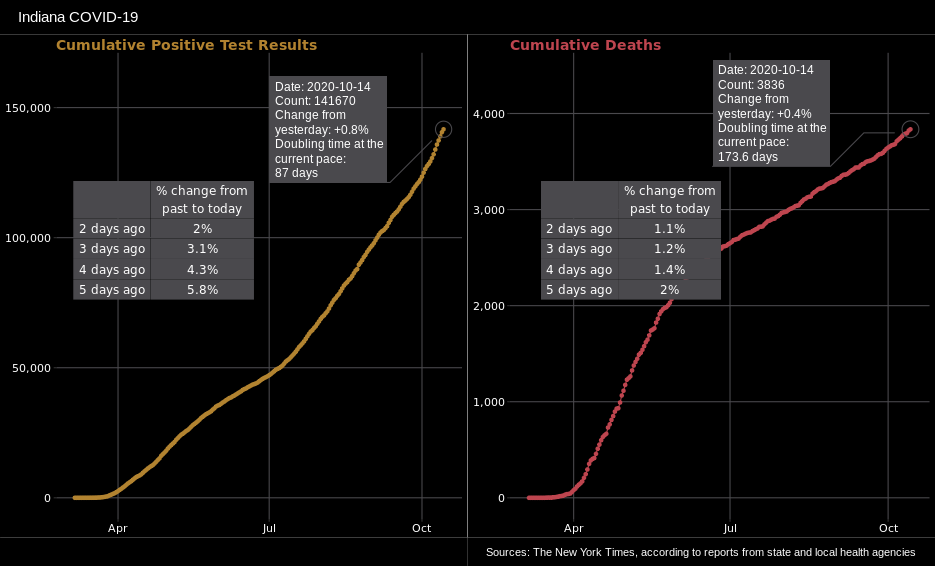 Indiana COVID-19
Cumulative Positive Test Results
Date: 2020-10-14
Count: 141670
Change from
yesterday: +0.8%
Doubling time at the
current pace:
87 days
150,000
100,000
50,000
0
% change from
past to today
2 days ago 2%
3 days ago 3.1%
4 days ago 4.3%
5 days ago 5.8%
Apr Jul Oct
Cumulative Deaths
Date: 2020-10-14
Count: 3836
Change from
yesterday: +0.4%
Doubling time at the
current pace:
173.6 days
4,000
3,000
2,000
1,000
0
% change from
past to today
2 days ago 1.1%
3 days ago 1.2%
4 days ago 1.4%
5 days ago 2%
Apr Jul Oct
Sources: The New York Times, according to reports from state and local health agencies